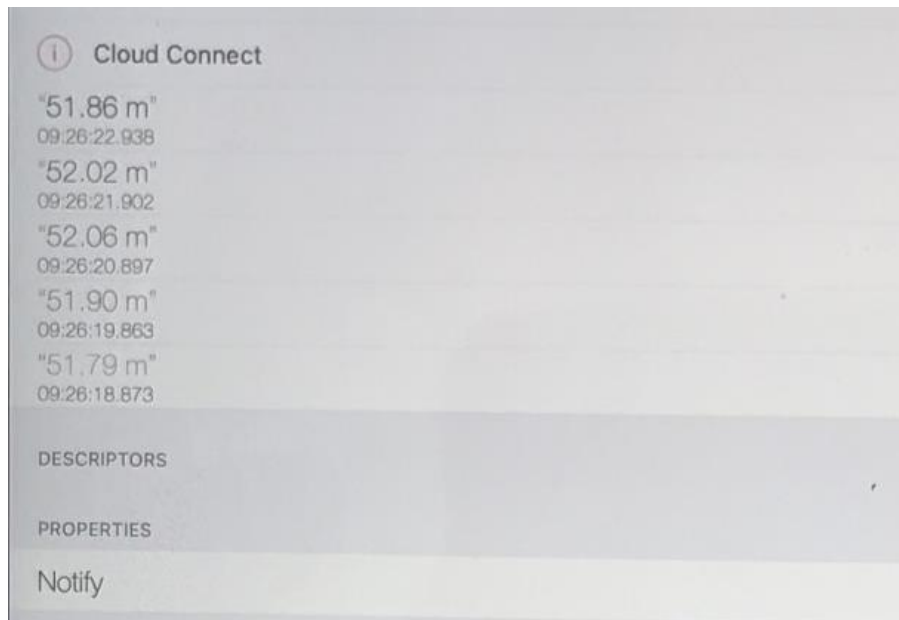 Cloud Connect
"51.86 m"
09:26:22.938
"52.02 m"
09:26:21.902
"52.06 m"
09:26:20.897
"51.90 m"
09:26:19.863
"51.79 m"
09:26:18.873
DESCRIPTORS
PROPERTIES
Notify